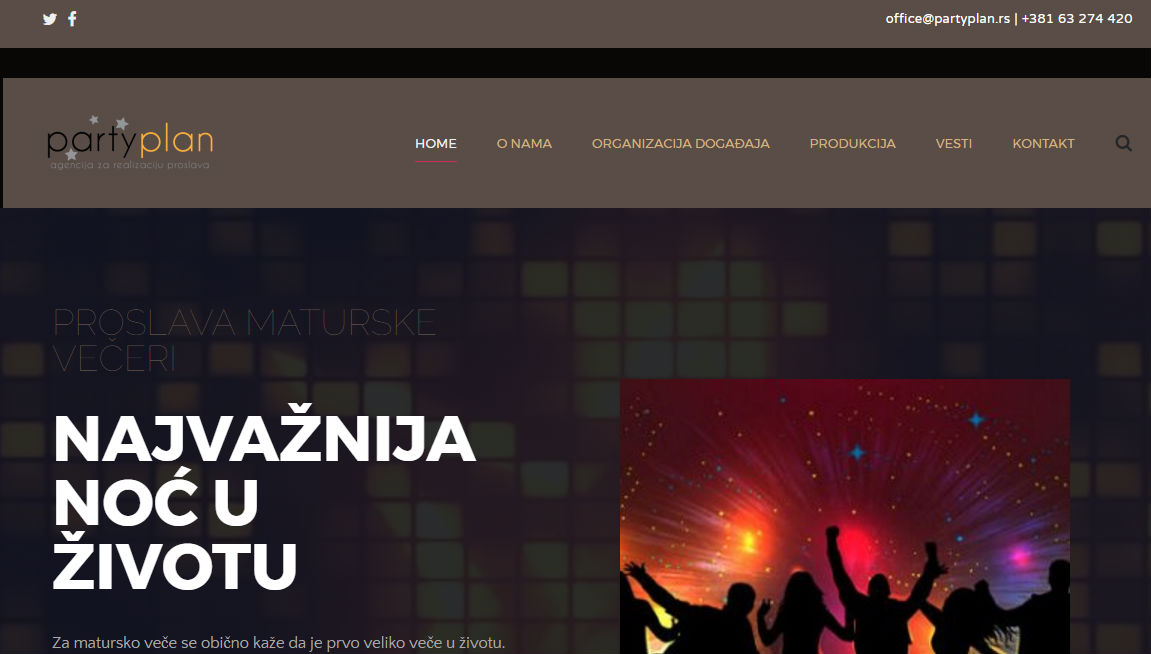 office@partyplan.rs | +381 63 274 420
partyplan
agencija za realizaciju proslava
HOME O NAMA ORGANIZACIJA DOGAĐAJA PRODUKCIJA VESTI KONTAKT
PROSLAVA MATURSKE
VEČERI
NAJVAŽNIJA
NOĆ U
ŽIVOTU
Za matursko veče se obično kaže da je prvo veliko veče u životu.